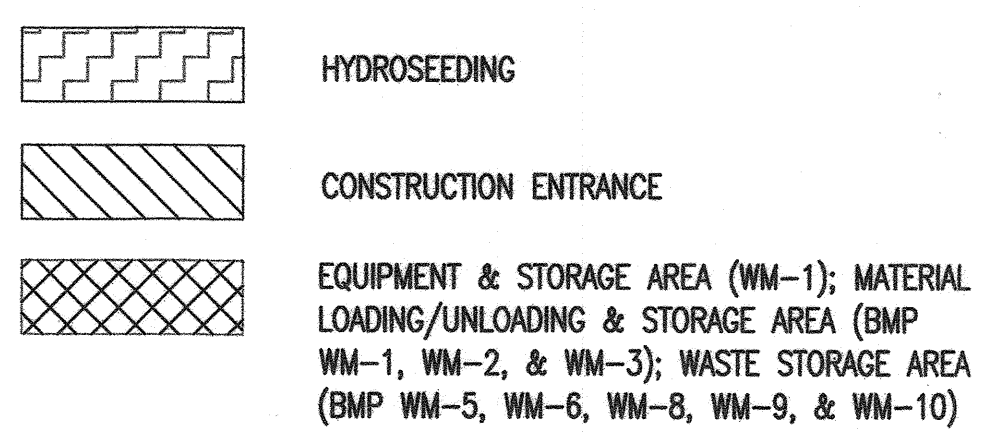 HYDROSEEDING
CONSTRUCTION ENTRANCE
EQUIPMENT & STORAGE AREA (WM-1); MATERIAL
LOADING/UNLOADING & STORAGE AREA (BMP
WM-1, WM-2, & WM-3); WASTE STORAGE AREA
(BMP WM-5, WM-6, WM-8, WM-9, & WM-10)